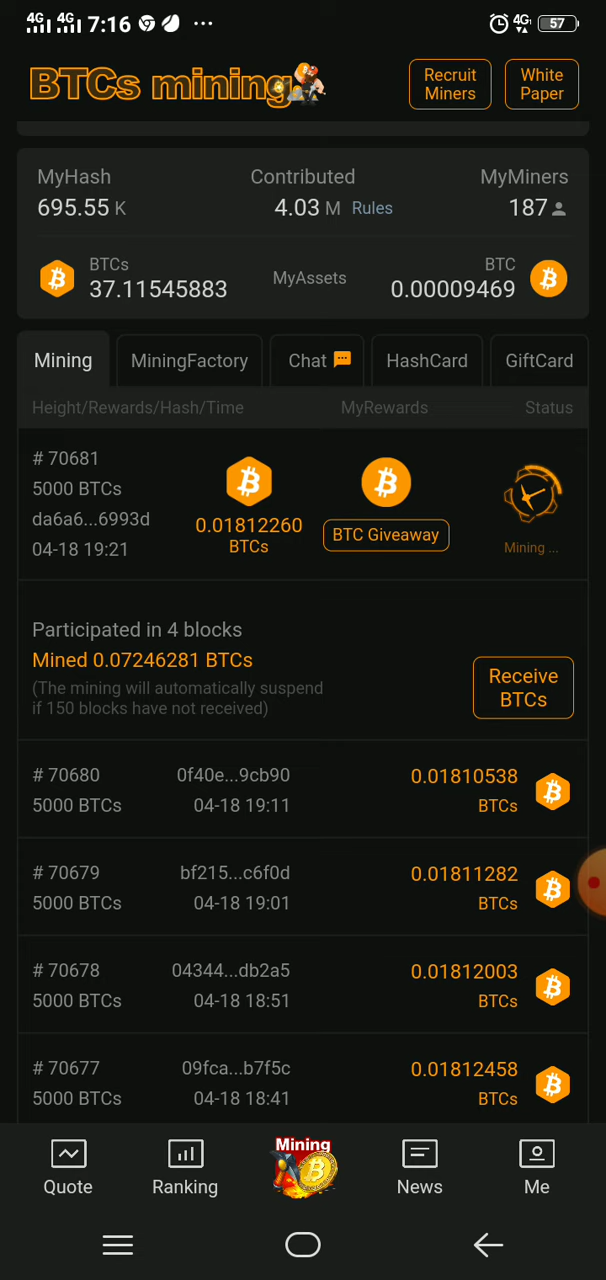 4G 4G 7:16 ... 4G 57
BTCs mining
Recruit Miners
White Paper
MyHash Contributed MyMiners
695.55 K 4.03 M Rules 187
BTCs 37.11545883 MyAssets BTC 0.00009469
Mining MiningFactory Chat HashCard GiftCard
Height/Rewards/Hash/Time MyRewards Status
# 70681
5000 BTCs
da6a6...6993d
04-18 19:21
0.01812260
BTCs
BTC Giveaway
Mining ...
Participated in 4 blocks
Mined 0.07246281 BTCs
(The mining will automatically suspend
if 150 blocks have not received)
Receive
BTCs
# 70680 0f40e...9cb90 0.01810538
5000 BTCs 04-18 19:11 BTCs
# 70679 bf215...c6f0d 0.01811282
5000 BTCs 04-18 19:01 BTCs
# 70678 04344...db2a5 0.01812003
5000 BTCs 04-18 18:51 BTCs
# 70677 09fca...b7f5c 0.01812458
5000 BTCs 04-18 18:41 BTCs
Mining
Quote Ranking News Me